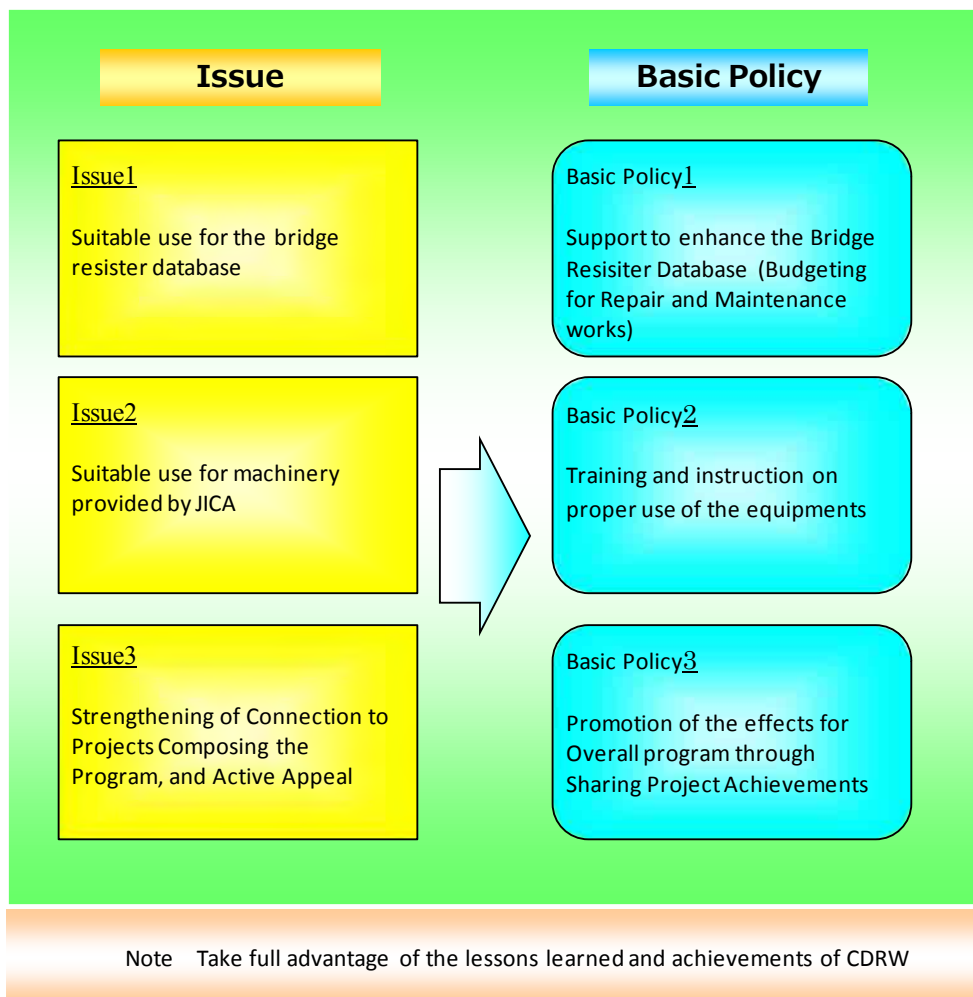 Issue
Basic Policy
Issue1
Suitable use for the bridge
resister database
Basic Policy1
Support to enhance the Bridge
Resisiter Database (Budgeting
for Repair and Maintenance
works)
Issue2
Suitable use for machinery
provided by JICA
Basic Policy2
Training and instruction on
proper use of the equipments
Issue3
Strengthening of Connection to
Projects Composing the
Program, and Active Appeal
Basic Policy3
Promotion of the effects for
Overall program through
Sharing Project Achievements
Note Take full advantage of the lessons learned and achievements of CDRW